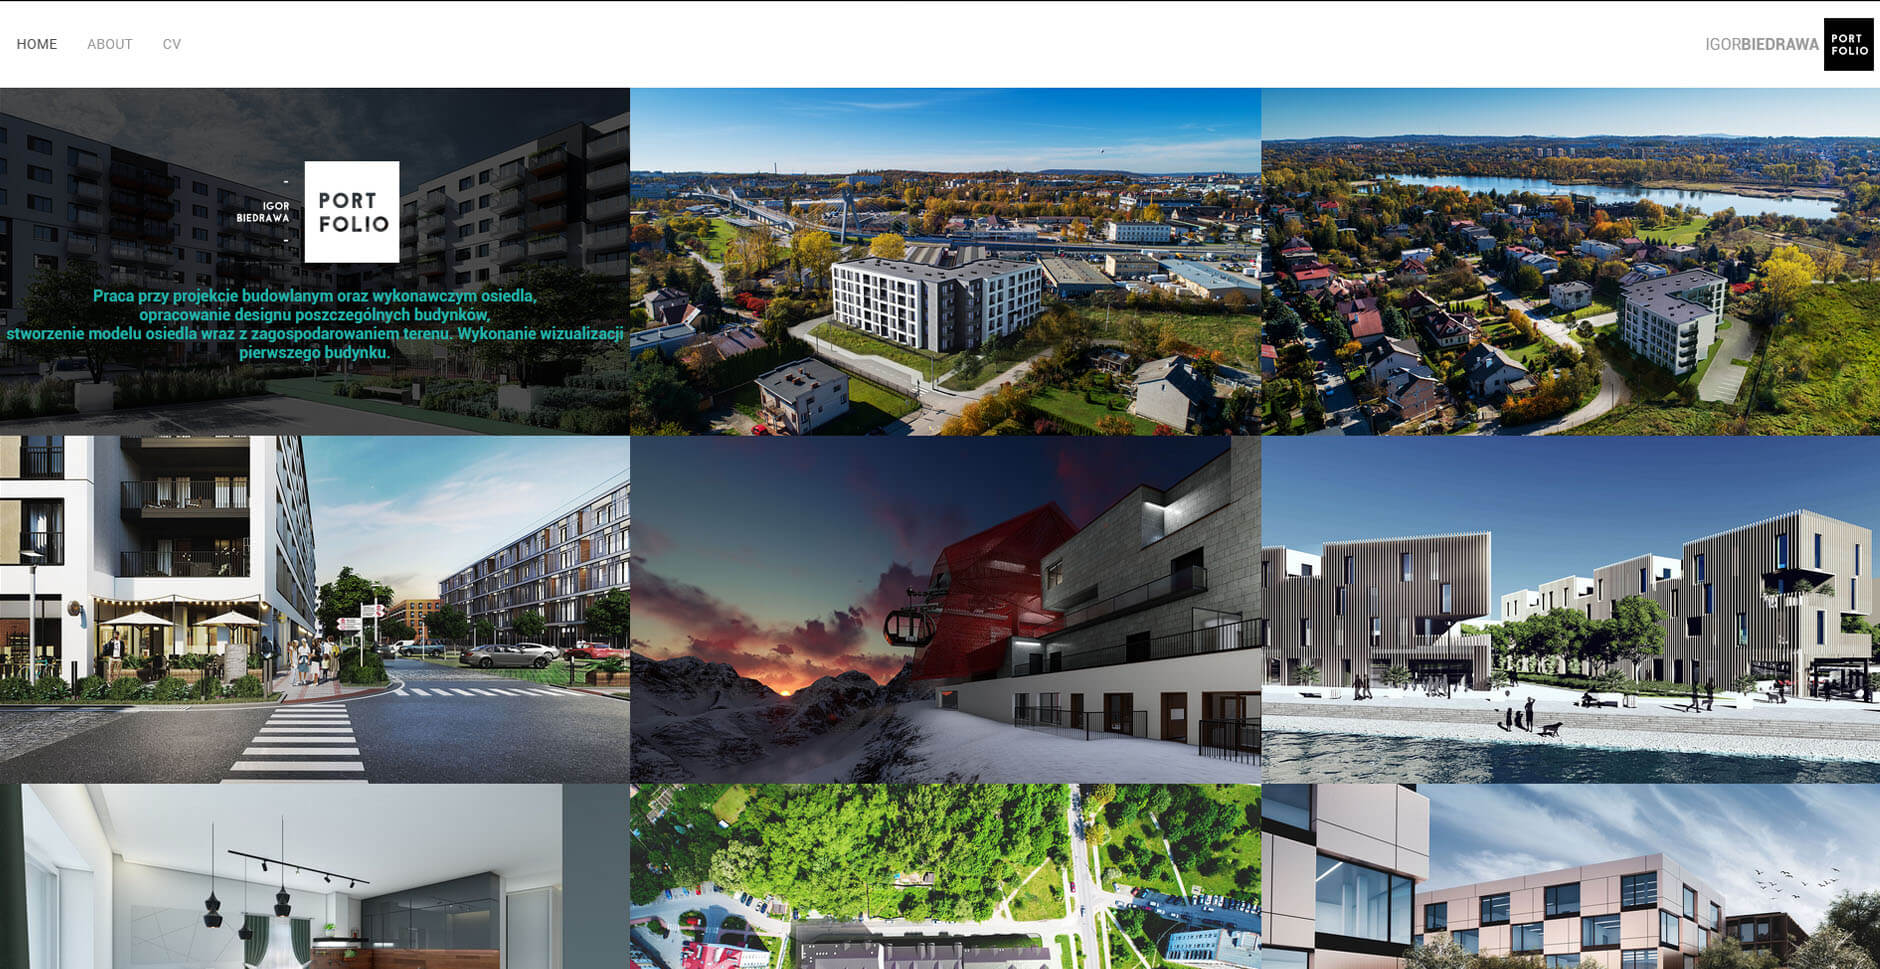 HOME ABOUT CV
IGORBIEDRAWA
PORT
FOLIO
-
IGOR
BIEDRAWA
-
PORT
FOLIO
Praca przy projekcie budowlanym oraz wykonawczym osiedla,
opracowanie designu poszczególnych budynków,
stworzenie modelu osiedla wraz z zagospodarowaniem terenu. Wykonanie wizualizacji
pierwszego budynku.